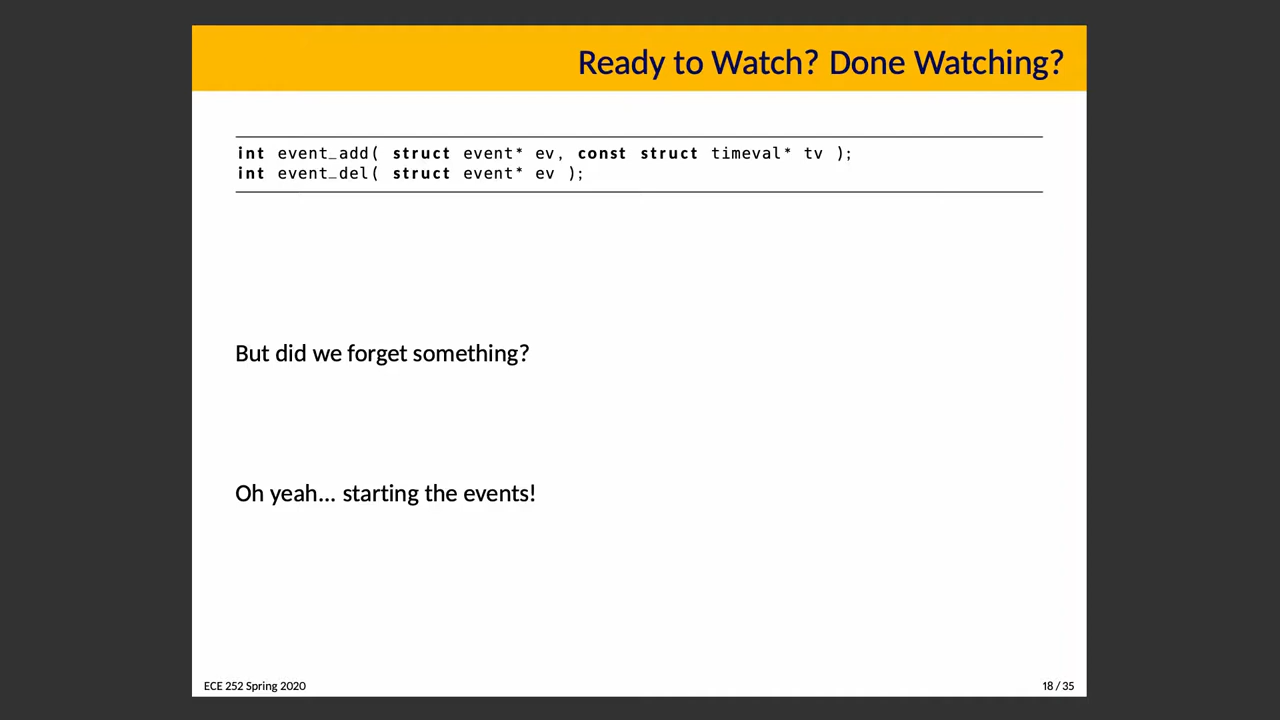 Ready to Watch? Done Watching?
int event_add( struct event* ev, const struct timeval* tv );
int event_del( struct event* ev );
But did we forget something?
Oh yeah... starting the events!
ECE 252 Spring 2020
18 / 35